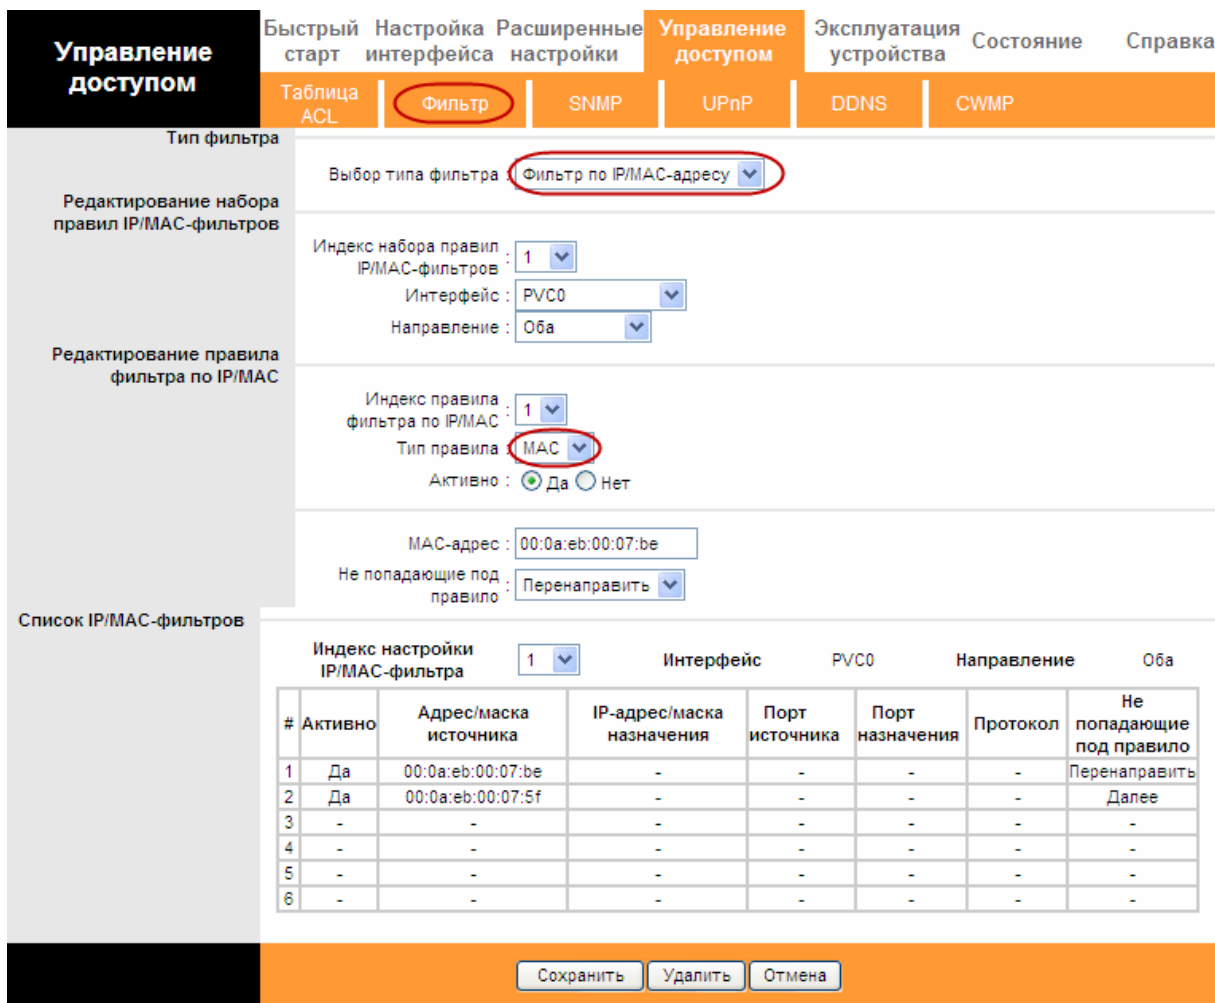 Управление
доступом
Быстрый
старт
Настройка
интерфейса
Расширенные
настройки
Управление
доступом
Эксплуатация
устройства
Состояние
Справка
Таблица
ACL
Фильтр
SNMP
UPnP
DDNS
CWMP
Тип фильтра
Выбор типа фильтра : Фильтр по IP/MAC-адресу
Редактирование набора
правил IP/MAC-фильтров
Индекс набора правил
IP/MAC-фильтров : 1
Интерфейс : PVC0
Направление : Оба
Редактирование правила
фильтра по IP/MAC
Индекс правила
фильтра по IP/MAC : 1
Тип правила : MAC
Активно : Да Нет
MAC-адрес : 00:0a:eb:00:07:be
Не попадающие под
правило : Перенаправить
Список IP/MAC-фильтров
Индекс настройки
IP/MAC-фильтра 1 Интерфейс PVC0 Направление Оба
# Активно
Адрес/маска
источника
IP-адрес/маска
назначения
Порт
источника
Порт
назначения
Протокол
Не
попадающие
под правило
1 Да 00:0a:eb:00:07:be - - - - Перенаправить
2 Да 00:0a:eb:00:07:5f - - - - Далее
3 - - - - - - -
4 - - - - - - -
5 - - - - - - -
6 - - - - - - -
Сохранить Удалить Отмена